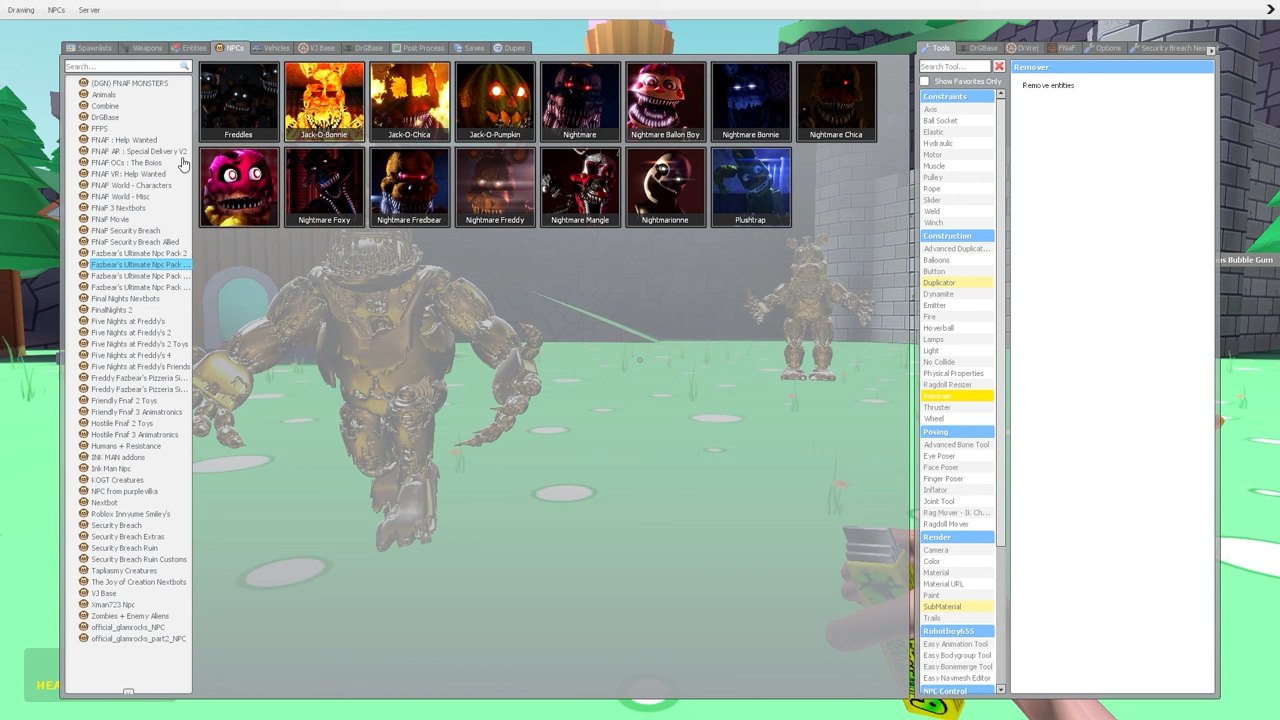 Drawing NPCs Server
Spawnlists Weapons Entities NPCs Vehicles VJ Base DrGBase Post Process Saves Dupes
Search...
(DGN) FNAF MONSTERS
Animals
Combine
DrGBase
FFPS
FNAF : Help Wanted
FNAF AR : Special Delivery V2
FNAF OCs : The Boios
FNAF VR: Help Wanted
FNAF World - Characters
FNAF World - Misc
FNaF 3 Nextbots
FNaF Movie
FNaF Security Breach
FNaF Security Breach Allied
Fazbear's Ultimate Npc Pack 2
Fazbear's Ultimate Npc Pack ...
Fazbear's Ultimate Npc Pack ...
Fazbear's Ultimate Npc Pack ...
Final Nights Nextbots
FinalNights 2
Five Nights at Freddy's
Five Nights at Freddy's 2
Five Nights at Freddy's 2 Toys
Five Nights at Freddy's 4
Five Nights at Freddy's Friends
Freddy Fazbear's Pizzeria Si...
Freddy Fazbear's Pizzeria Si...
Friendly Fnaf 2 Toys
Friendly Fnaf 3 Animatronics
Hostile Fnaf 2 Toys
Hostile Fnaf 3 Animatronics
Humans + Resistance
INK MAN addons
Ink Man Npc
KOGT Creatures
NPC from purplevilka
Nextbot
Roblox Innyume Smiley's
Security Breach
Security Breach Extras
Security Breach Ruin
Security Breach Ruin Customs
Tapliasmy Creatures
The Joy of Creation Nextbots
VJ Base
Xman723 Npc
Zombies + Enemy Aliens
official_glamrocks_NPC
official_glamrocks_part2_NPC
Freddles Jack-O-Bonnie Jack-O-Chica Jack-O-Pumpkin Nightmare Nightmare Ballon Boy Nightmare Bonnie Nightmare Chica
Nightmare Foxy Nightmare Fredbear Nightmare Freddy Nightmare Mangle Nightmarionne Plushtrap
Tools DrGBase DrVrej FNaF Options Security Breach Nex
Search Tool...
Show Favorites Only
Constraints
Axis
Ball Socket
Elastic
Hydraulic
Motor
Muscle
Pulley
Rope
Slider
Weld
Winch
Construction
Advanced Duplicat...
Balloons
Button
Duplicator
Dynamite
Emitter
Fire
Hoverball
Lamps
Light
No Collide
Physical Properties
Ragdoll Resizer
Remover
Thruster
Wheel
Posing
Advanced Bone Tool
Eye Poser
Face Poser
Finger Poser
Inflator
Joint Tool
Rag Mover - IK Ch...
Ragdoll Mover
Render
Camera
Color
Material
Material URL
Paint
SubMaterial
Trails
Robotboy655
Easy Animation Tool
Easy Bodygroup Tool
Easy Bonemerge Tool
Easy Navmesh Editor
NPC Control
Remover
Remove entities
us Bubble Gum
HEA